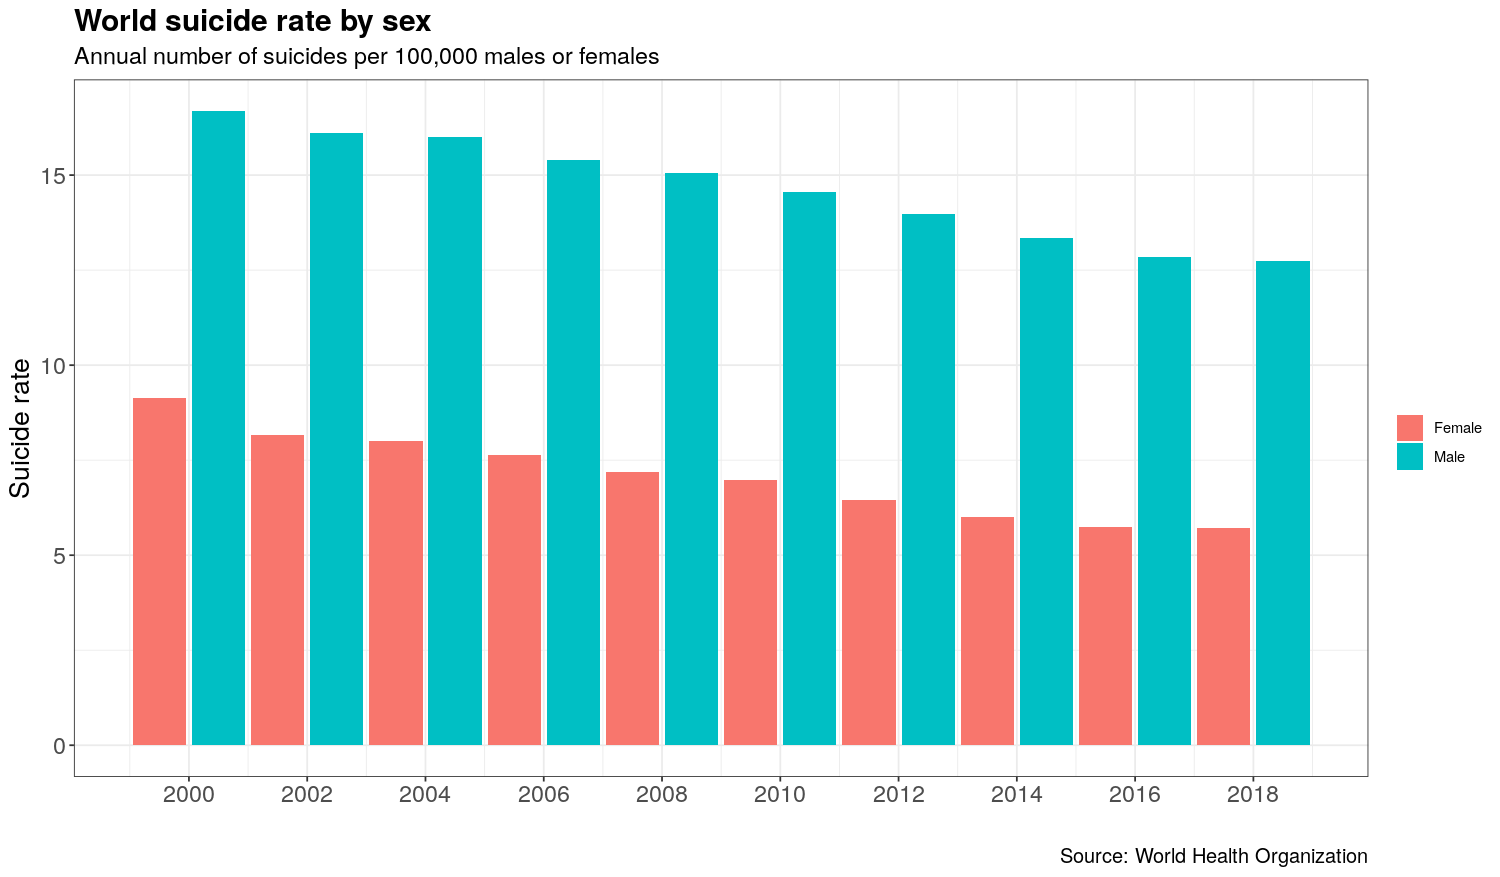 World suicide rate by sex
Annual number of suicides per 100,000 males or females
Suicide rate
15
10
5
0
2000 2002 2004 2006 2008 2010 2012 2014 2016 2018
Female
Male
Source: World Health Organization